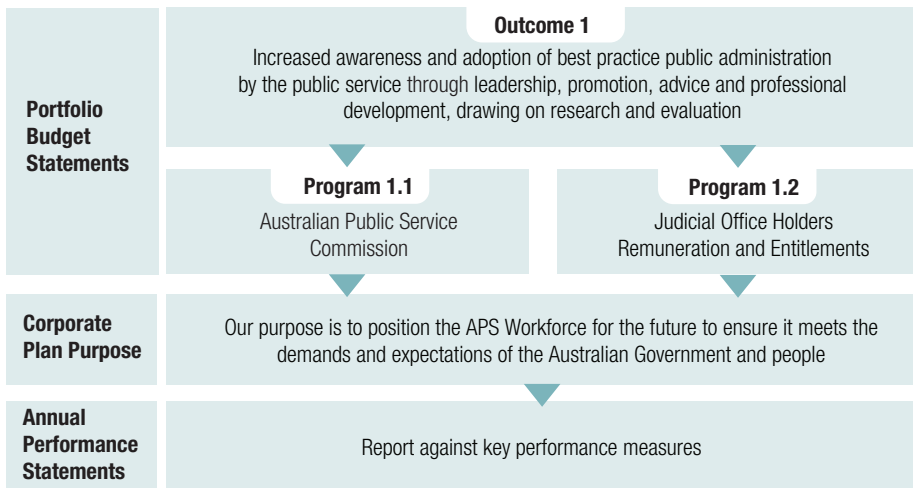 Portfolio
Budget
Statements
Outcome 1
Increased awareness and adoption of best practice public administration
by the public service through leadership, promotion, advice and professional
development, drawing on research and evaluation
Program 1.1
Australian Public Service
Commission
Program 1.2
Judicial Office Holders
Remuneration and Entitlements
Corporate
Plan Purpose
Our purpose is to position the APS Workforce for the future to ensure it meets the
demands and expectations of the Australian Government and people
Annual
Performance
Statements
Report against key performance measures